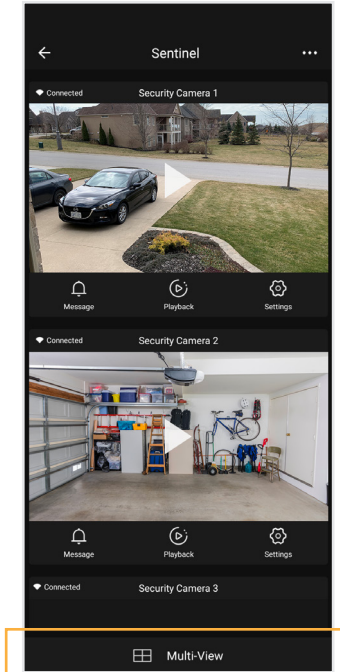 Sentinel
Connected Security Camera 1
Message Playback Settings
Connected Security Camera 2
Message Playback Settings
Connected Security Camera 3
Multi-View